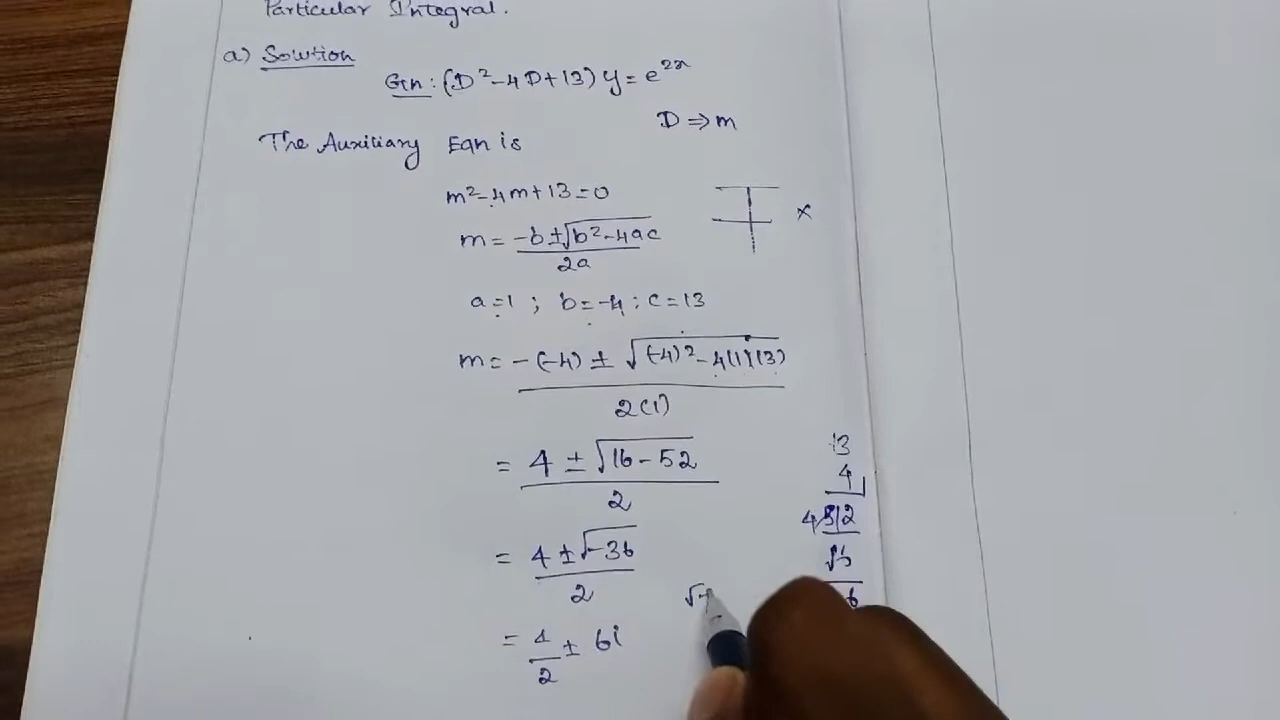 Particular Integral.
a) Solution
Gn: (D²-4D+13) y = e²ˣ
D ⇒ m
The Auxiliary Eqn is
m²-4m+13=0
m = -b±√b²-4ac
2a
×
a=1 ; b=-4 ; c=13
m = -(-4) ± √(-4)²-4(1)(13)
2(1)
13
4
= 4 ± √16-52
2
52
= 4 ± √-36
2
= 4/2 ± 6i